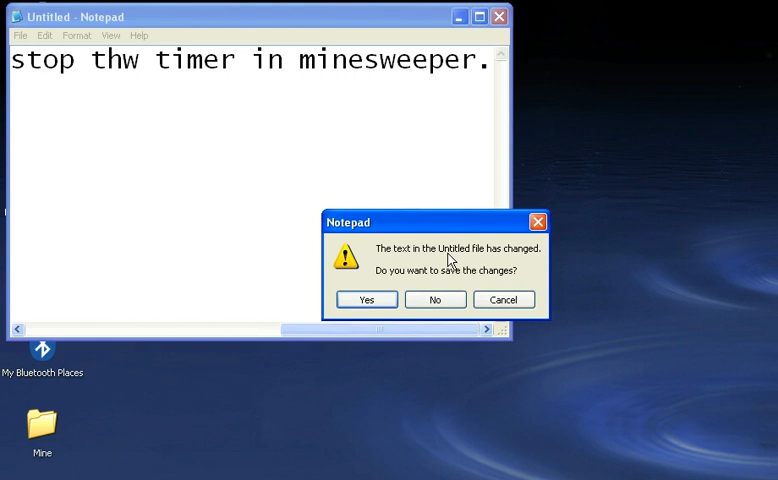 Untitled - Notepad
File Edit Format View Help
stop thw timer in minesweeper.
Notepad
The text in the Untitled file has changed.
Do you want to save the changes?
Yes No Cancel
My Bluetooth Places
Mine